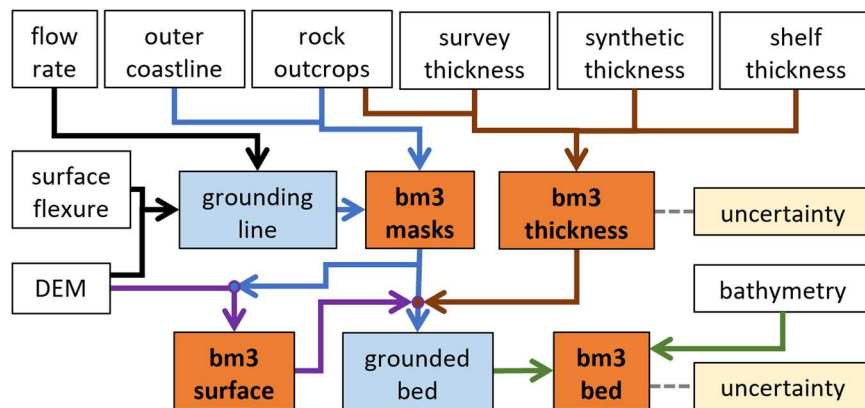 flow
rate
outer
coastline
rock
outcrops
survey
thickness
synthetic
thickness
shelf
thickness
surface
flexure
grounding
line
bm3
masks
bm3
thickness
uncertainty
DEM
bathymetry
bm3
surface
grounded
bed
bm3
bed
uncertainty